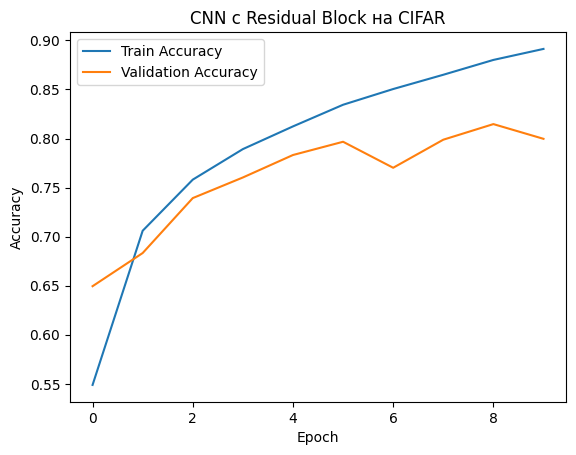 CNN с Residual Block на CIFAR
Train Accuracy
Validation Accuracy
0.90
0.85
0.80
0.75
0.70
0.65
0.60
0.55
Accuracy
0 2 4 6 8
Epoch